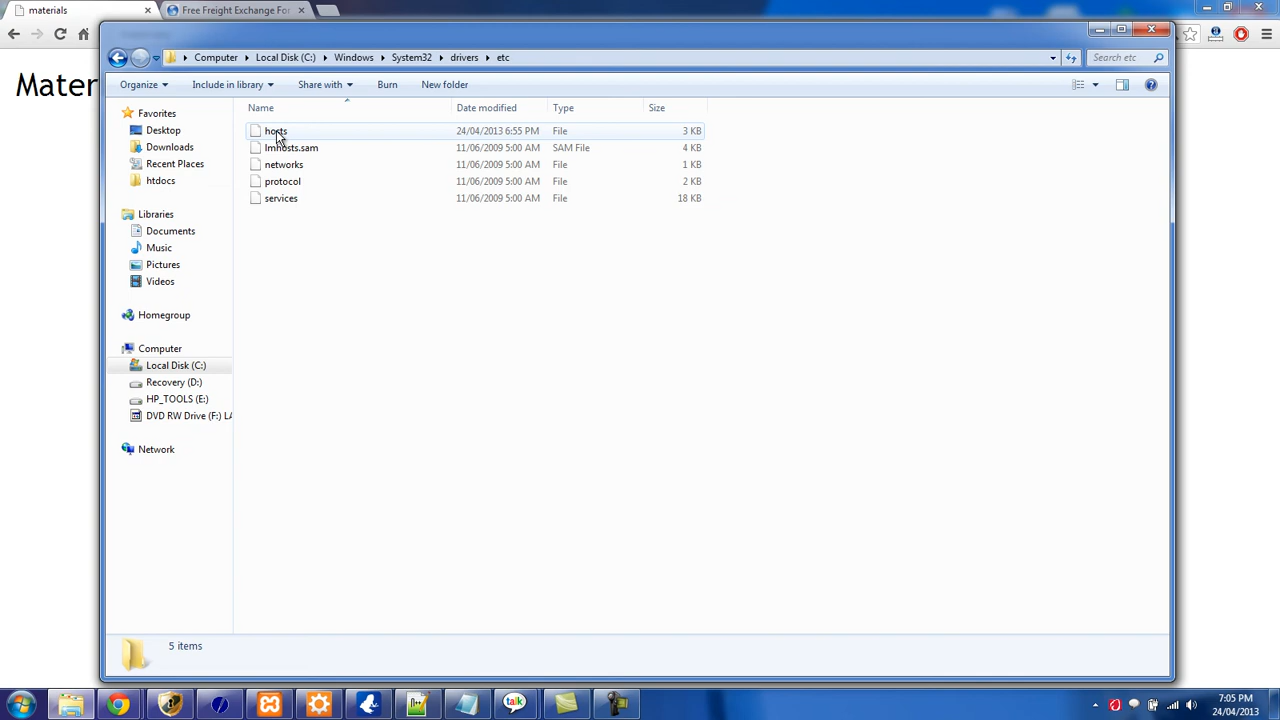 materials
Free Freight Exchange For
Mater
Computer
Local Disk (C:)
Windows
System32
drivers
etc
Search etc
Organize
Include in library
Share with
Burn
New folder
Name
Date modified
Type
Size
hosts
24/04/2013 6:55 PM
File
3 KB
lmhosts.sam
11/06/2009 5:00 AM
SAM File
4 KB
networks
11/06/2009 5:00 AM
File
1 KB
protocol
11/06/2009 5:00 AM
File
2 KB
services
11/06/2009 5:00 AM
File
18 KB
Favorites
Desktop
Downloads
Recent Places
htdocs
Libraries
Documents
Music
Pictures
Videos
Homegroup
Computer
Local Disk (C:)
Recovery (D:)
HP_TOOLS (E:)
DVD RW Drive (F:) LA
Network
5 items
talk
7:05 PM
24/04/2013